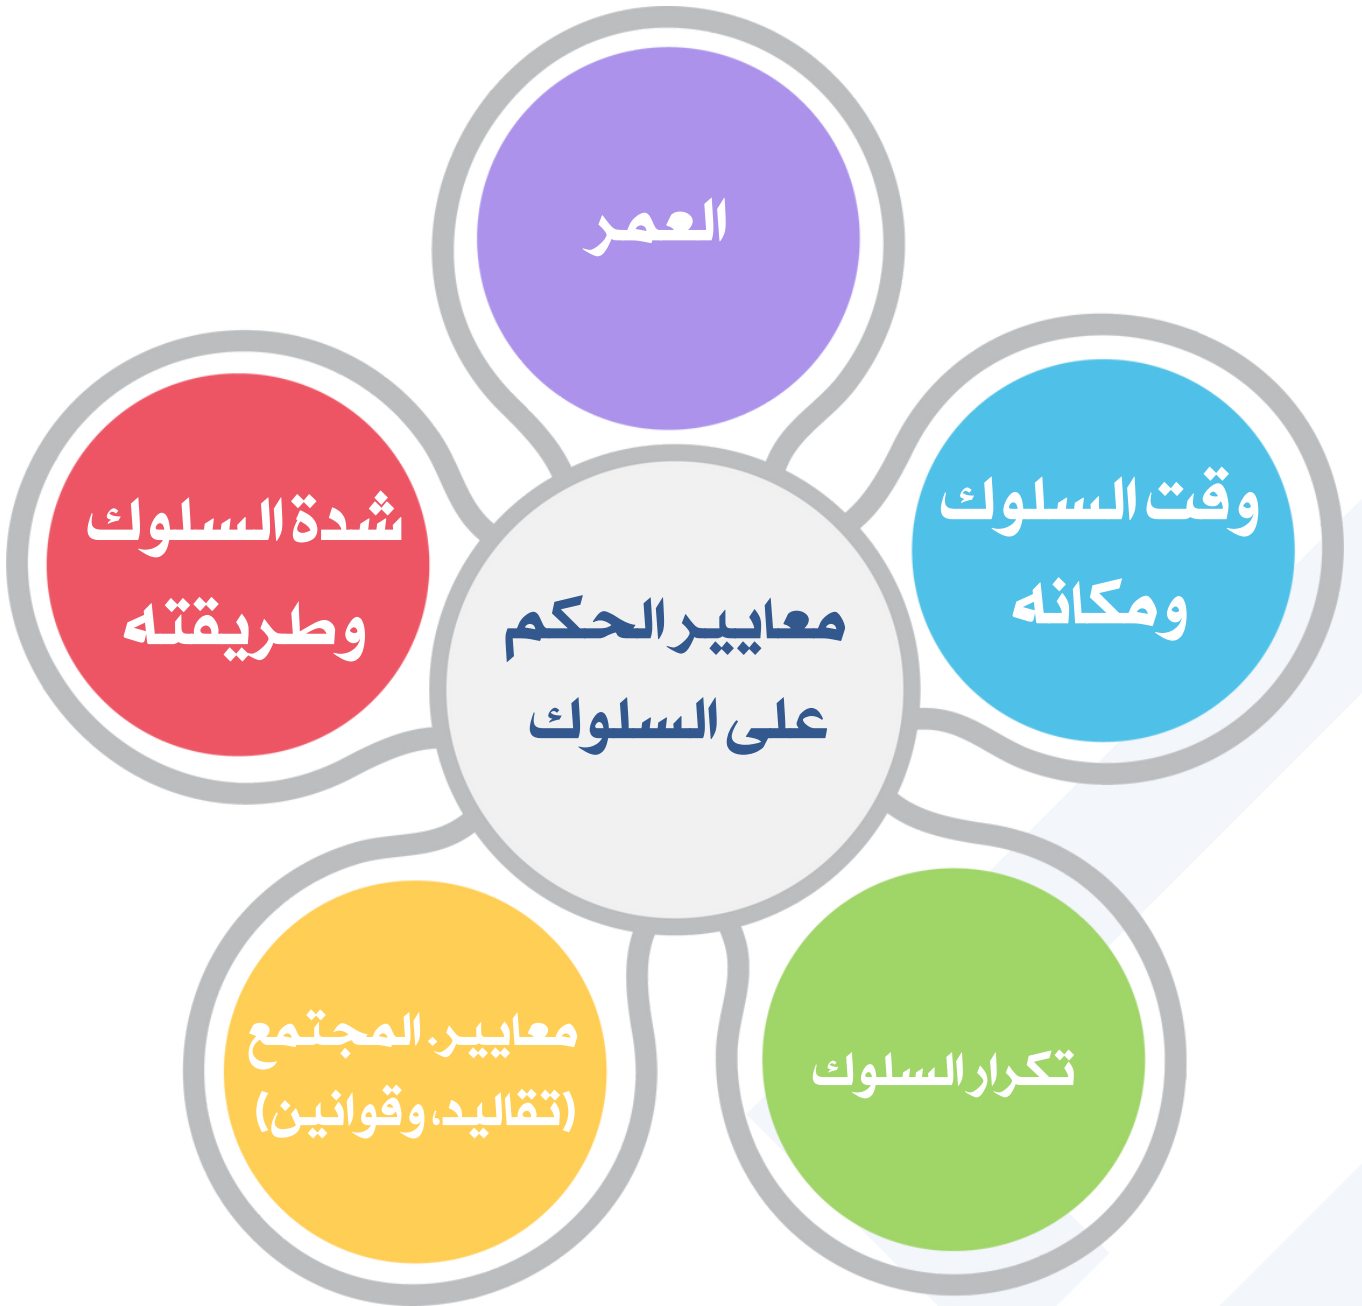 معايير الحكم
على السلوك
العمر
وقت السلوك
ومكانه
تكرار السلوك
معايير. المجتمع
(تقاليد، وقوانين)
شدة السلوك
وطريقته